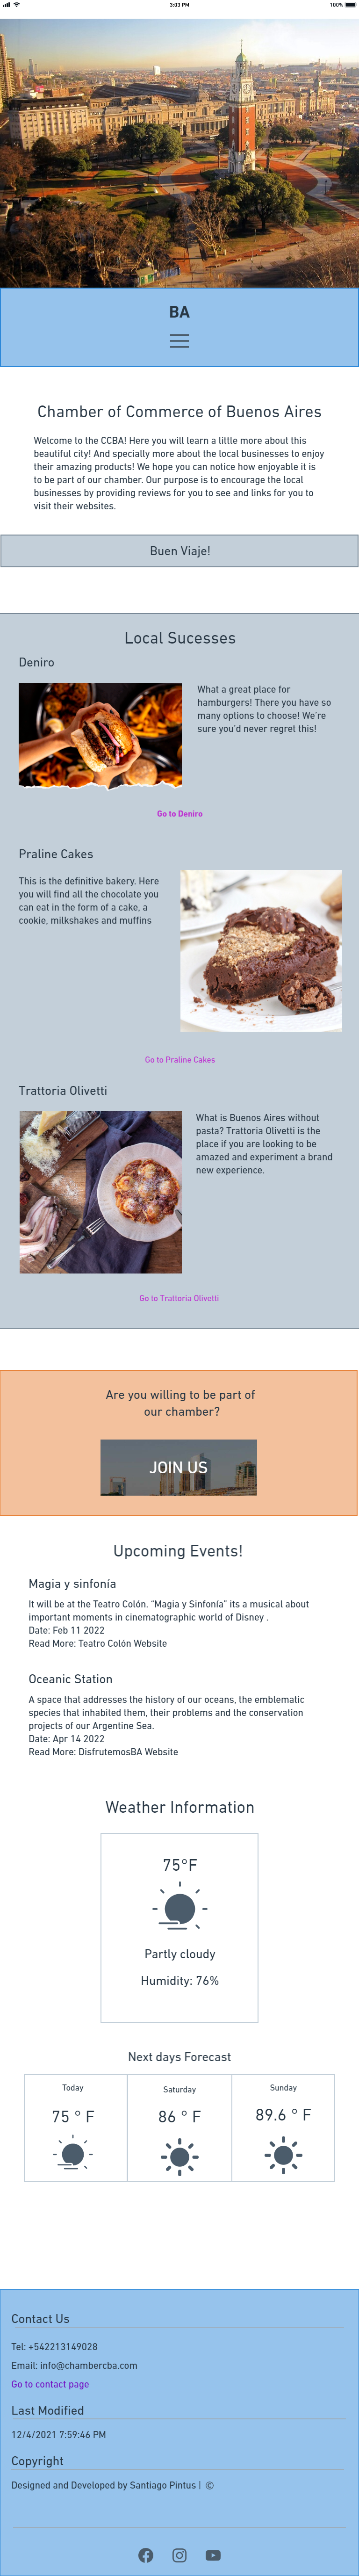 3:03 PM
100%
BA
Chamber of Commerce of Buenos Aires
Welcome to the CCBA! Here you will learn a little more about this
beautiful city! And specially more about the local businesses to enjoy
their amazing products! We hope you can notice how enjoyable it is
to be part of our chamber. Our purpose is to encourage the local
businesses by providing reviews for you to see and links for you to
visit their websites.
Buen Viaje!
Local Sucesses
Deniro
What a great place for
hamburgers! There you have so
many options to choose! We're
sure you'd never regret this!
Go to Deniro
Praline Cakes
This is the definitive bakery. Here
you will find all the chocolate you
can eat in the form of a cake, a
cookie, milkshakes and muffins
Go to Praline Cakes
Trattoria Olivetti
What is Buenos Aires without
pasta? Trattoria Olivetti is the
place if you are looking to be
amazed and experiment a brand
new experience.
Go to Trattoria Olivetti
Are you willing to be part of
our chamber?
JOIN US
Upcoming Events!
Magia y sinfonía
It will be at the Teatro Colón. "Magia y Sinfonía" its a musical about
important moments in cinematographic world of Disney .
Date: Feb 11 2022
Read More: Teatro Colón Website
Oceanic Station
A space that addresses the history of our oceans, the emblematic
species that inhabited them, their problems and the conservation
projects of our Argentine Sea.
Date: Apr 14 2022
Read More: DisfrutemosBA Website
Weather Information
75°F
Partly cloudy
Humidity: 76%
Next days Forecast
Today
Saturday
Sunday
75 ° F
86 ° F
89.6 ° F
Contact Us
Tel: +542213149028
Email: info@chambercba.com
Go to contact page
Last Modified
12/4/2021 7:59:46 PM
Copyright
Designed and Developed by Santiago Pintus | ©